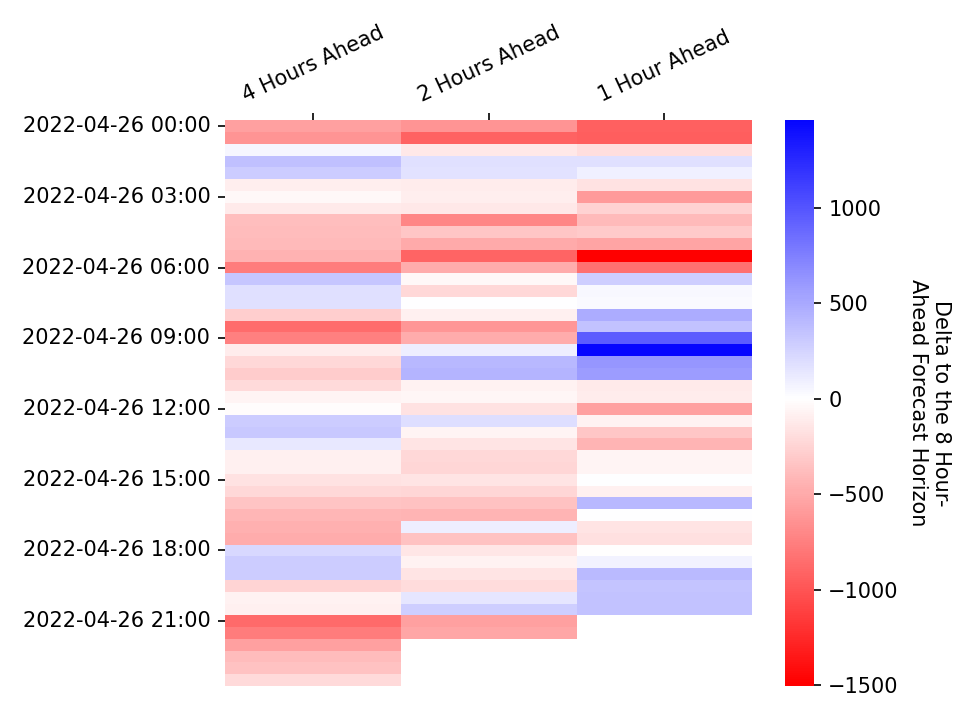 4 Hours Ahead
2 Hours Ahead
1 Hour Ahead
2022-04-26 00:00
2022-04-26 03:00
2022-04-26 06:00
2022-04-26 09:00
2022-04-26 12:00
2022-04-26 15:00
2022-04-26 18:00
2022-04-26 21:00
1000
500
0
−500
−1000
−1500
Delta to the 8 Hour-
Ahead Forecast Horizon